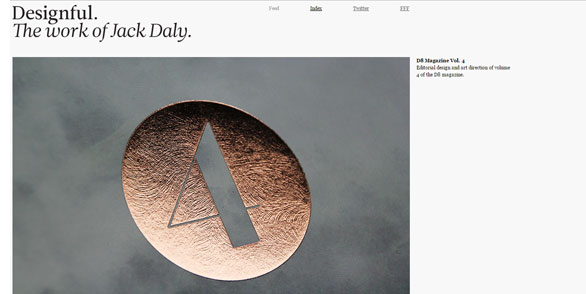 Designful.
The work of Jack Daly.
Feed
Index
Twitter
FFF
D8 Magazine Vol. 4
Editorial design and art direction of volume
4 of the D8 magazine.